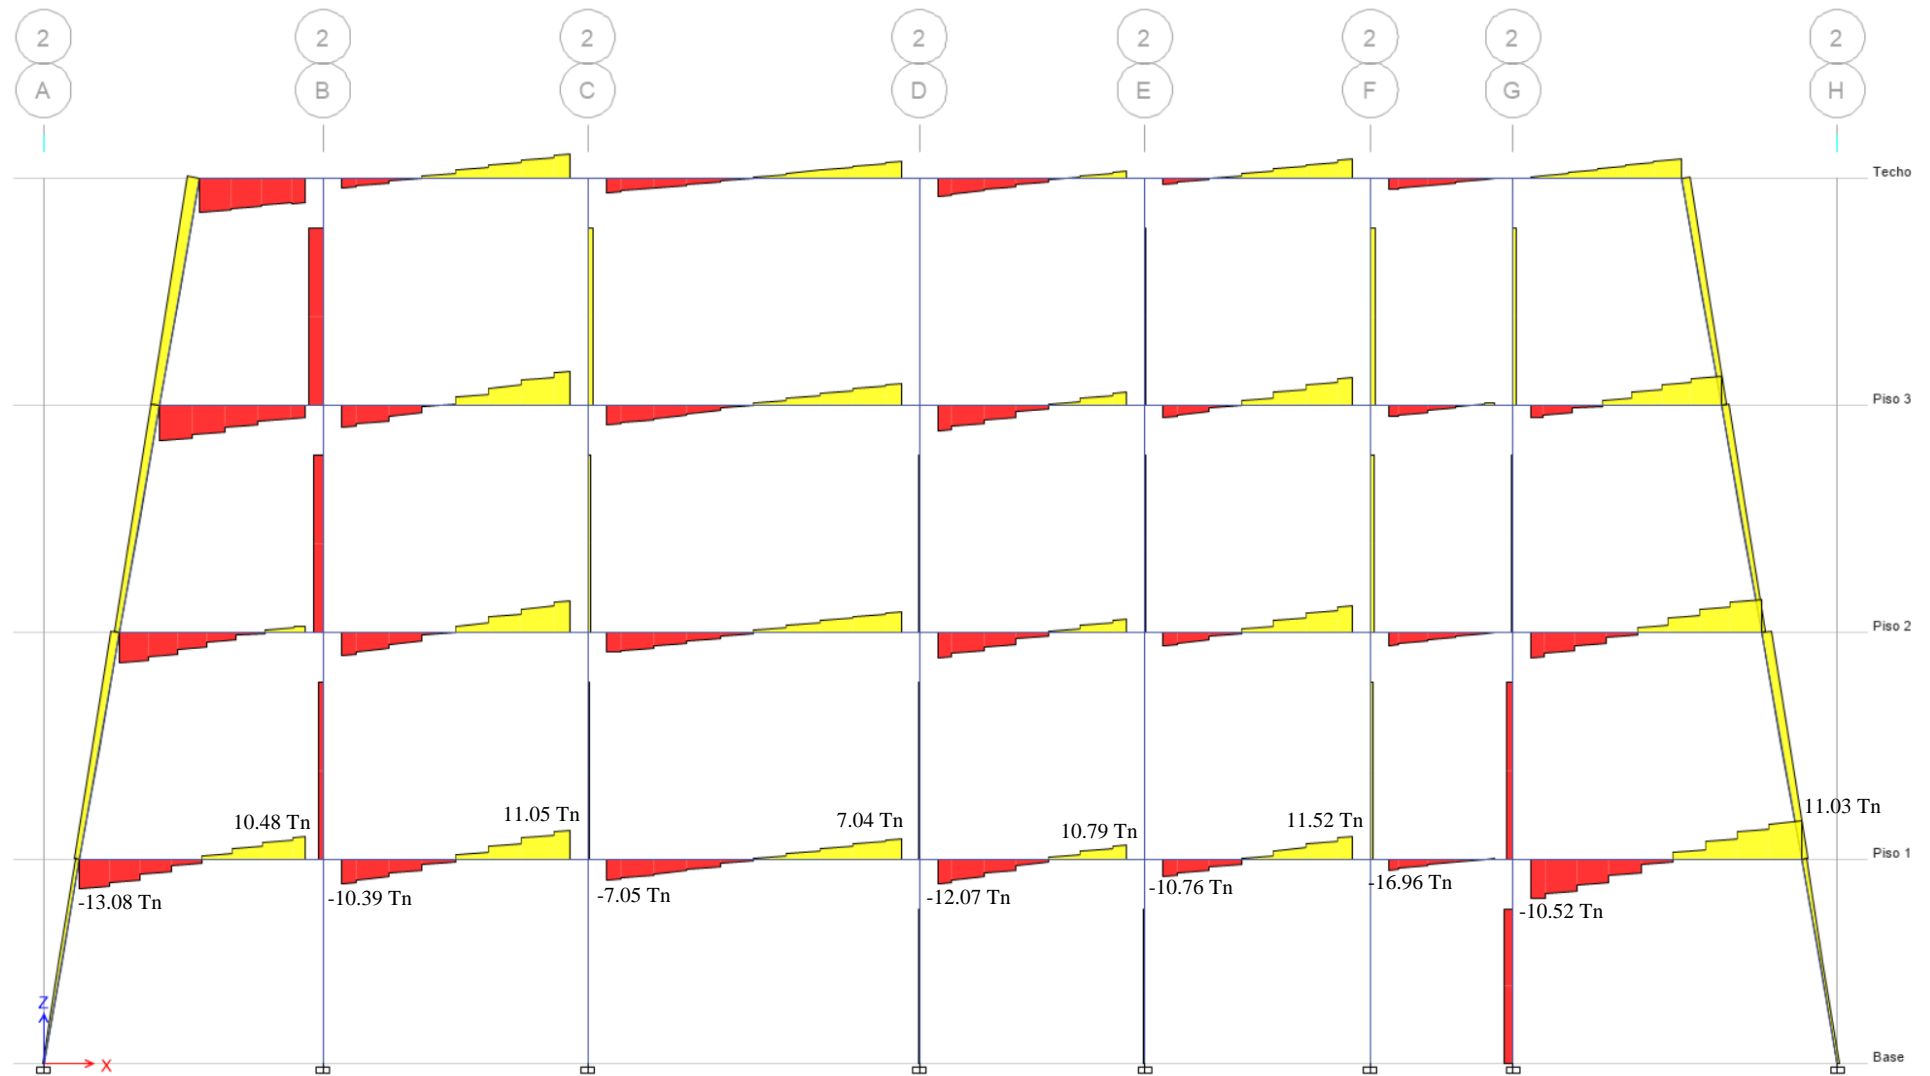 2 2 2 2 2 2 2 2
A B C D E F G H
Techo
Piso 3
Piso 2
11.03 Tn
10.48 Tn 11.05 Tn 7.04 Tn 10.79 Tn 11.52 Tn
Piso 1
-13.08 Tn -10.39 Tn -7.05 Tn -12.07 Tn -10.76 Tn -16.96 Tn -10.52 Tn
Z
X
Base